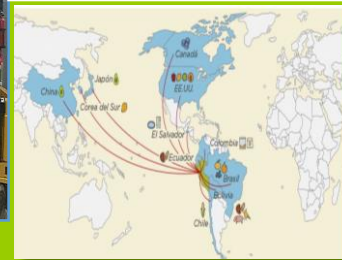 Canadá
EE.UU.
Japón
China
Corea del Sur
El Salvador
Colombia
Ecuador
Brasil
Bolivia
Chile